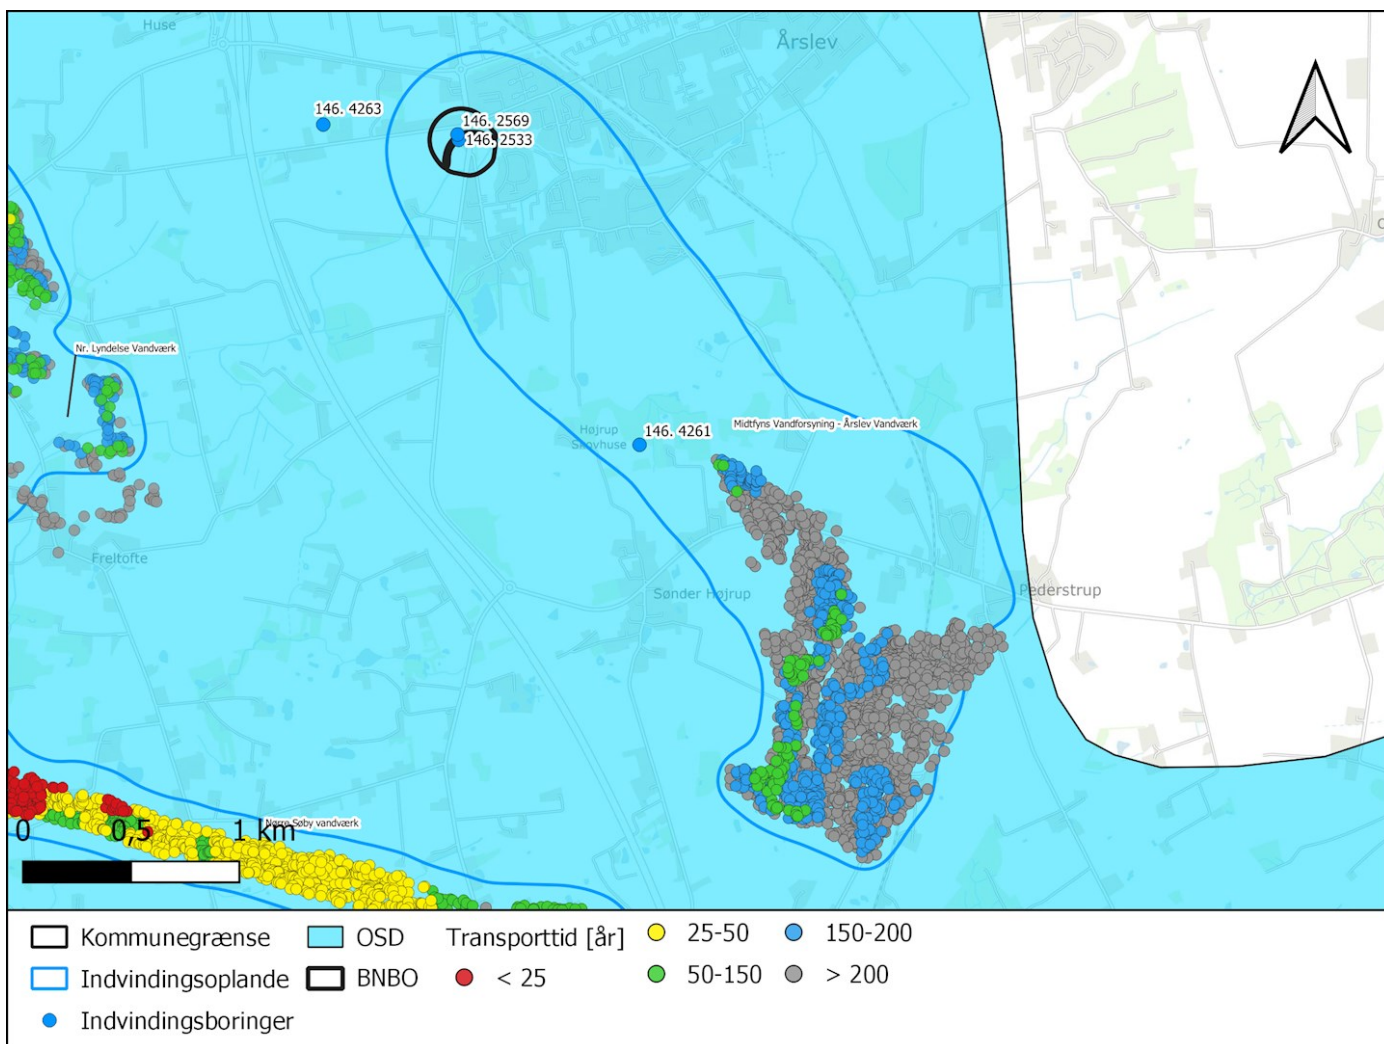 Huse
Årslev
146. 4263
146. 2569
146. 2533
Nr. Lyndelse Vandværk
Højrup
Skovhuse
146. 4261
Midtfyns Vandforsyning - Årslev Vandværk
Freltofte
Sønder Højrup
Pederstrup
Nørre Søby vandværk
0 0,5 1 km
Kommunegrænse OSD Transporttid [år] 25-50 150-200
Indvindingsoplande BNBO < 25 50-150 > 200
Indvindingsboringer